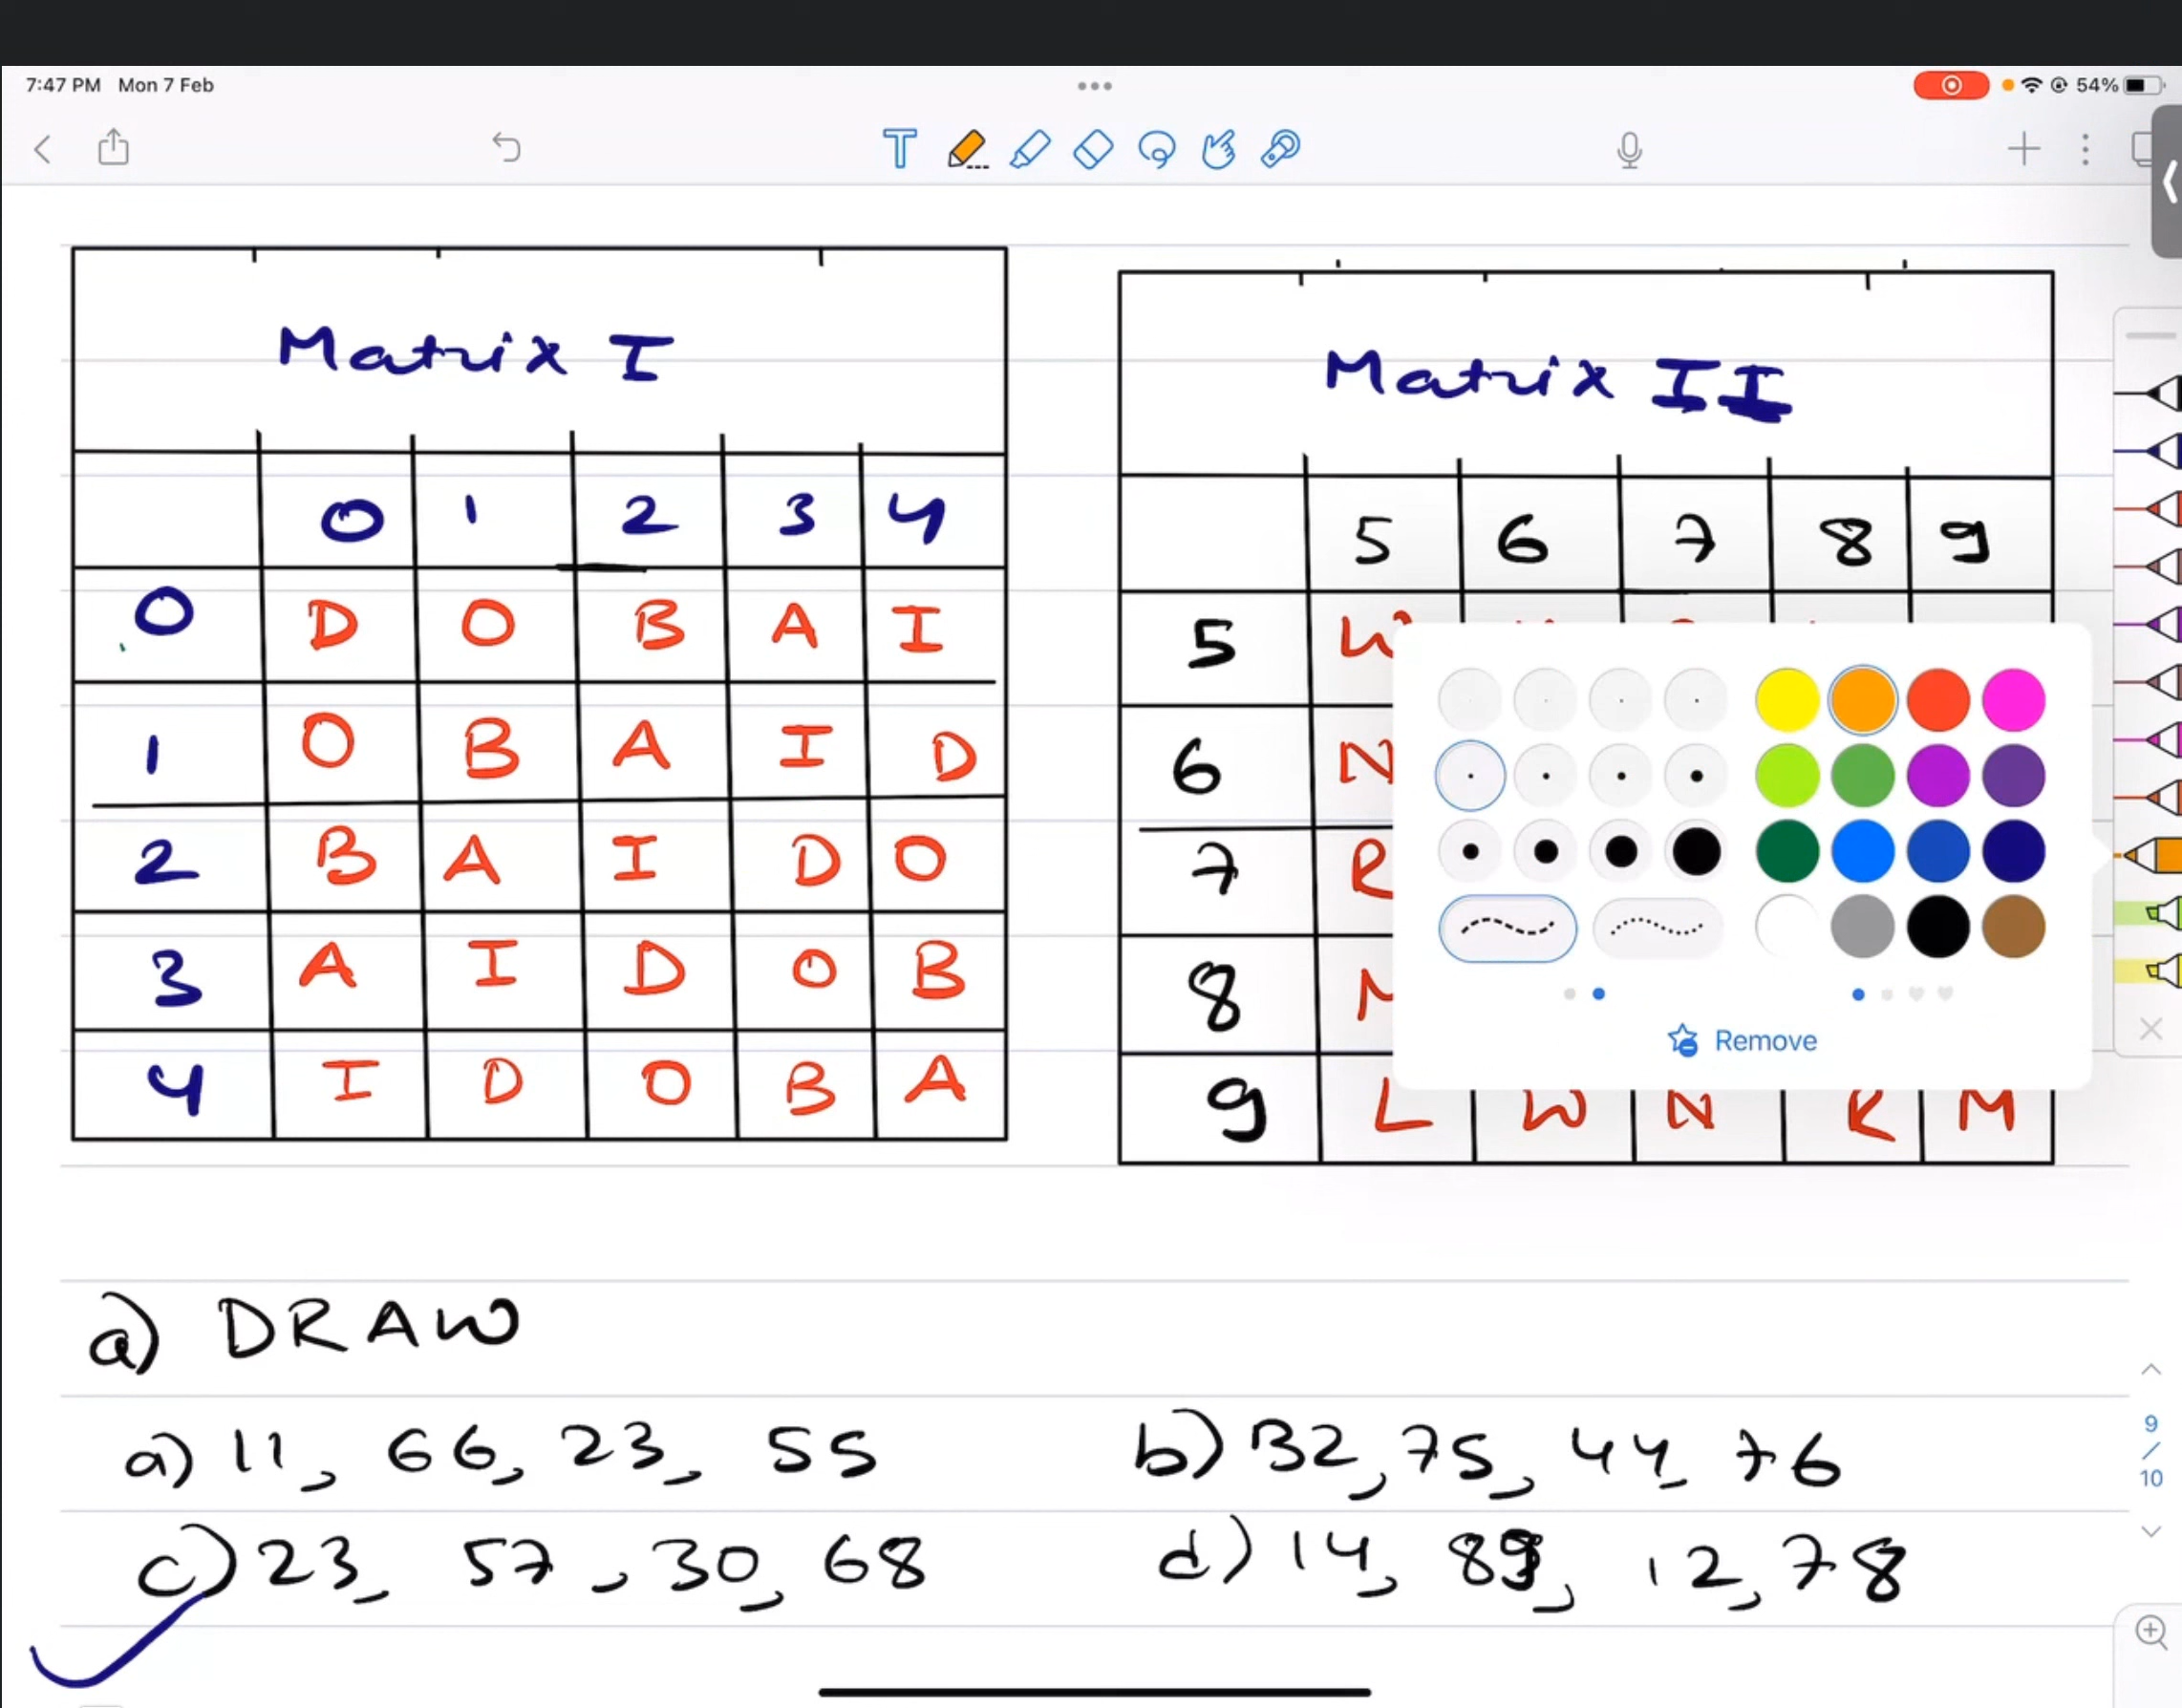 7:47 PM Mon 7 Feb
54%
T
Matrix I
0 1 2 3 4
0 D O B A I
1 O B A I D
2 B A I D O
3 A I D O B
4 I D O B A
Matrix II
5 6 7 8 9
5 W
6 N
7 R
8
9 L W N R M
Remove
a) DRAW
a) 11, 66, 23, 55
b) 32, 75, 44, 76
c) 23, 57, 30, 68
d) 14, 89, 12, 78
9
/
10